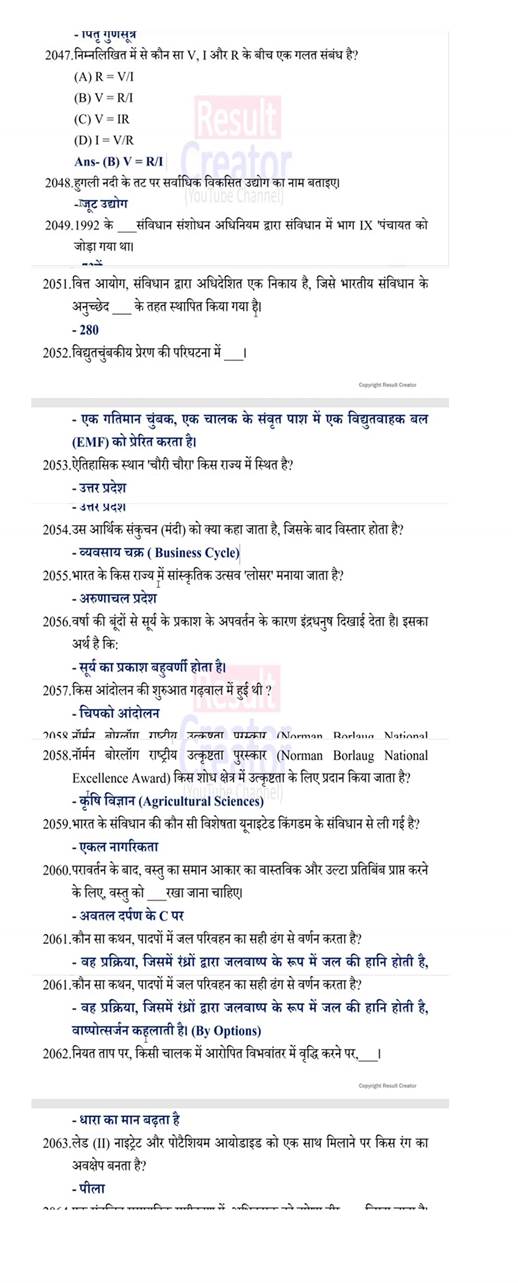 - पितृ गुणसूत्र
2047.निम्नलिखित में से कौन सा V, I और R के बीच एक गलत संबंध है?
(A) R = V/I
(B) V = R/I
(C) V = IR
(D) I = V/R
Ans- (B) V = R/I
2048.हुगली नदी के तट पर सर्वाधिक विकसित उद्योग का नाम बताइए।
-जूट उद्योग
2049.1992 के ___संविधान संशोधन अधिनियम द्वारा संविधान में भाग IX 'पंचायत को
जोड़ा गया था।
2051.वित्त आयोग, संविधान द्वारा अधिदेशित एक निकाय है, जिसे भारतीय संविधान के
अनुच्छेद ___ के तहत स्थापित किया गया है।
- 280
2052.विद्युतचुंबकीय प्रेरण की परिघटना में ___।
Copyright Result Creator
- एक गतिमान चुंबक, एक चालक के संवृत पाश में एक विद्युतवाहक बल
(EMF) को प्रेरित करता है।
2053.ऐतिहासिक स्थान 'चौरी चौरा' किस राज्य में स्थित है?
- उत्तर प्रदेश
- उत्तर प्रदेश
2054.उस आर्थिक संकुचन (मंदी) को क्या कहा जाता है, जिसके बाद विस्तार होता है?
- व्यवसाय चक्र ( Business Cycle)
2055.भारत के किस राज्य में सांस्कृतिक उत्सव 'लोसर' मनाया जाता है?
- अरुणाचल प्रदेश
2056.वर्षा की बूंदों से सूर्य के प्रकाश के अपवर्तन के कारण इंद्रधनुष दिखाई देता है। इसका
अर्थ है कि:
- सूर्य का प्रकाश बहुवर्णी होता है।
2057.किस आंदोलन की शुरुआत गढ़वाल में हुई थी ?
- चिपको आंदोलन
2058.नॉर्मन बोरलॉग राष्ट्रीय उत्कृष्टता पुरस्कार (Norman Borlaug National
2058.नॉर्मन बोरलॉग राष्ट्रीय उत्कृष्टता पुरस्कार (Norman Borlaug National
Excellence Award) किस शोध क्षेत्र में उत्कृष्टता के लिए प्रदान किया जाता है?
- कृषि विज्ञान (Agricultural Sciences)
2059.भारत के संविधान की कौन सी विशेषता यूनाइटेड किंगडम के संविधान से ली गई है?
- एकल नागरिकता
2060.परावर्तन के बाद, वस्तु का समान आकार का वास्तविक और उल्टा प्रतिबिंब प्राप्त करने
के लिए, वस्तु को ___रखा जाना चाहिए।
- अवतल दर्पण के C पर
2061.कौन सा कथन, पादपों में जल परिवहन का सही ढंग से वर्णन करता है?
- वह प्रक्रिया, जिसमें रंध्रों द्वारा जलवाष्प के रूप में जल की हानि होती है,
2061.कौन सा कथन, पादपों में जल परिवहन का सही ढंग से वर्णन करता है?
- वह प्रक्रिया, जिसमें रंध्रों द्वारा जलवाष्प के रूप में जल की हानि होती है,
वाष्पोत्सर्जन कहलाती है। (By Options)
2062.नियत ताप पर, किसी चालक में आरोपित विभवांतर में वृद्धि करने पर,___।
Copyright Result Creator
- धारा का मान बढ़ता है
2063.लेड (II) नाइट्रेट और पोटैशियम आयोडाइड को एक साथ मिलाने पर किस रंग का
अवक्षेप बनता है?
- पीला
Result
Creator
(YouTube Channel)